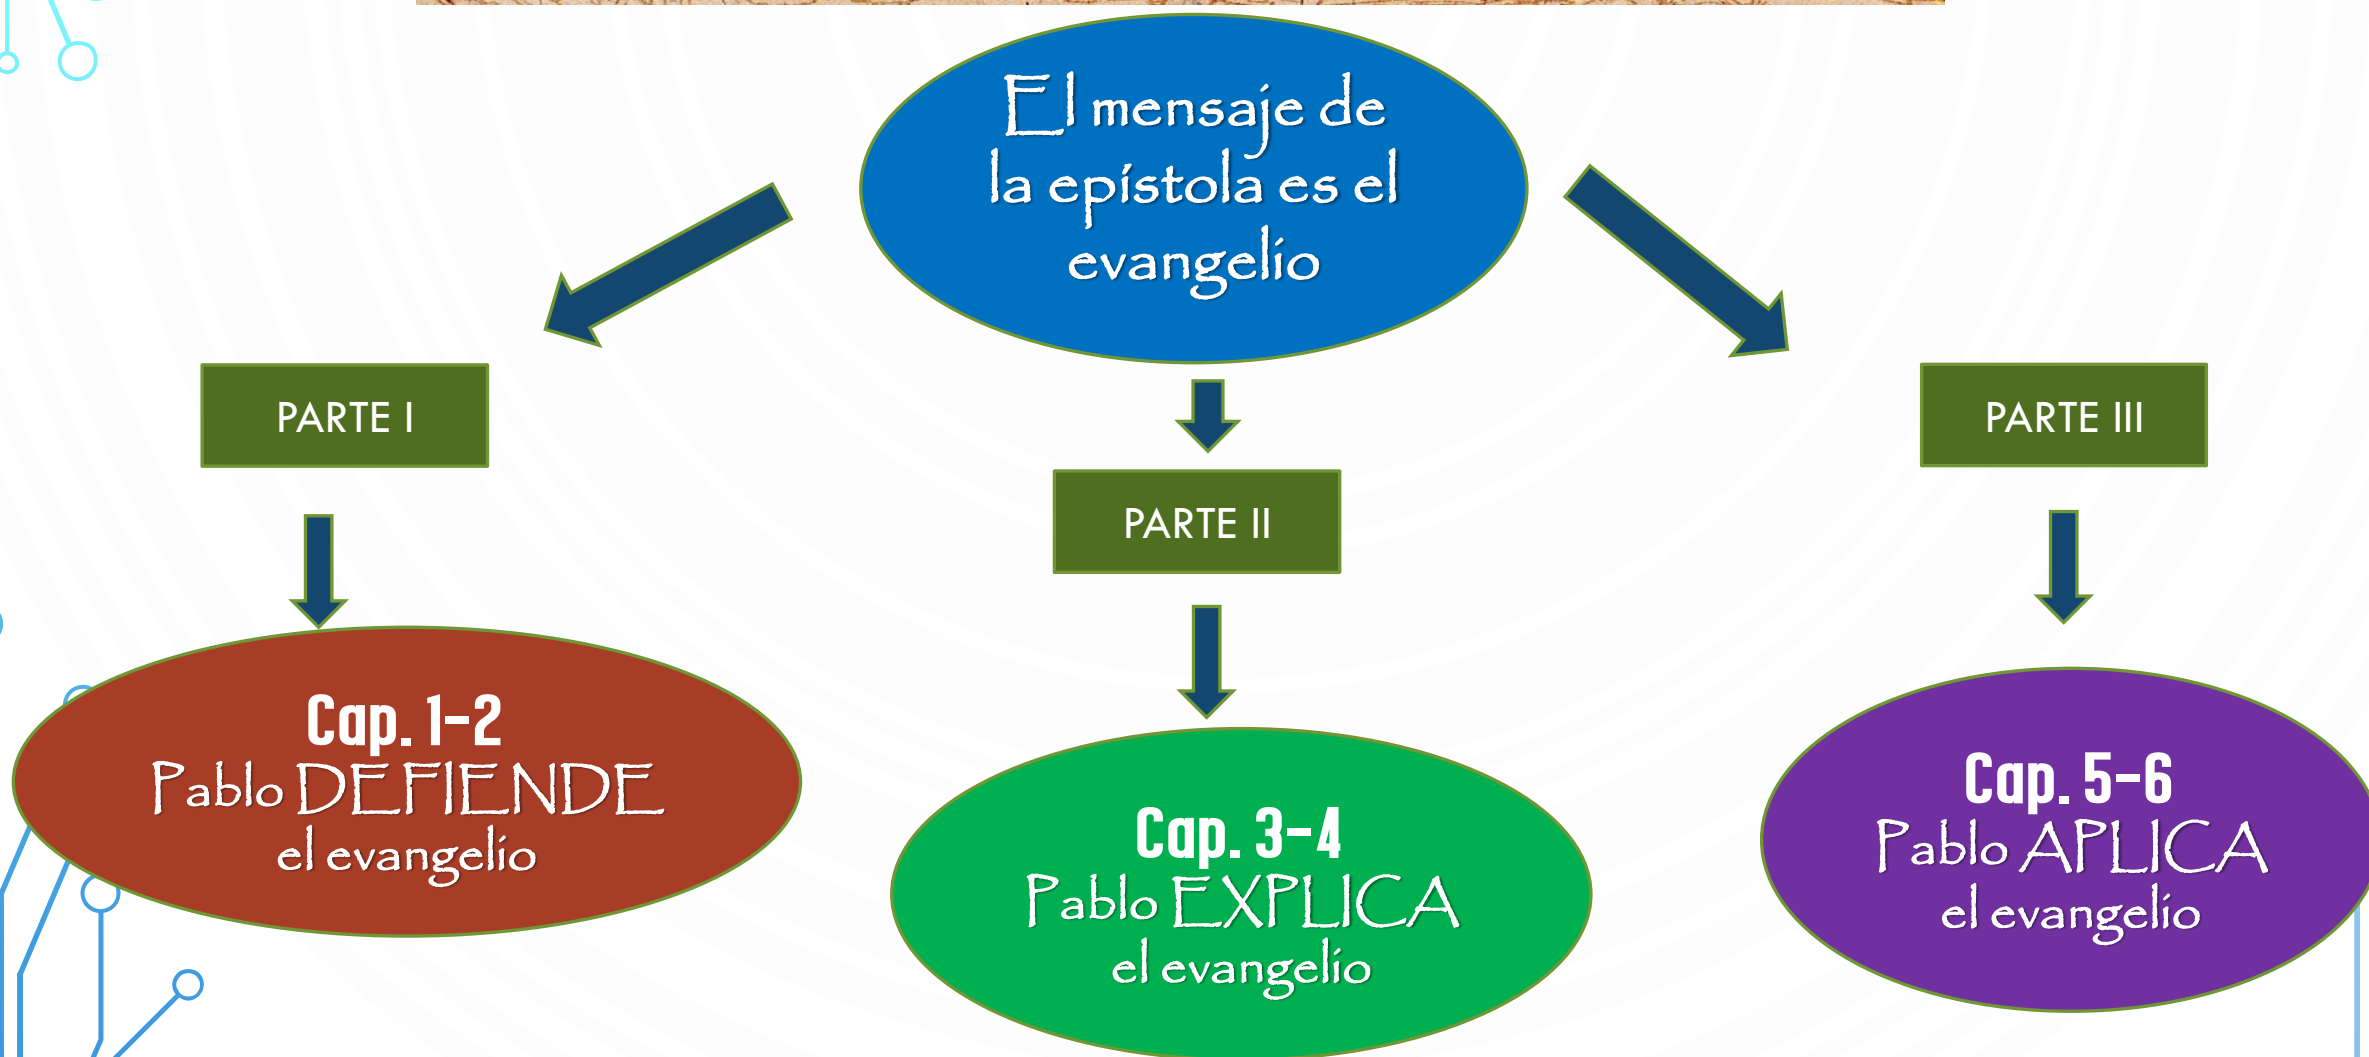 El mensaje de
la epístola es el
evangelio
PARTE I
PARTE II
PARTE III
Cap. 1-2
Pablo DEFIENDE
el evangelio
Cap. 3-4
Pablo EXPLICA
el evangelio
Cap. 5-6
Pablo APLICA
el evangelio